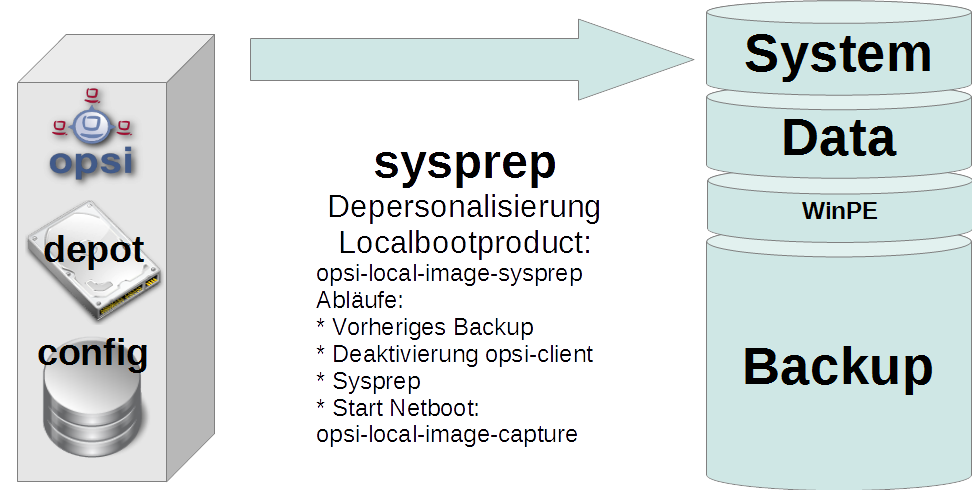 opsi
depot
config
sysprep
Depersonalisierung
Localbootproduct:
opsi-local-image-sysprep
Abläufe:
* Vorheriges Backup
* Deaktivierung opsi-client
* Sysprep
* Start Netboot:
opsi-local-image-capture
System
Data
WinPE
Backup